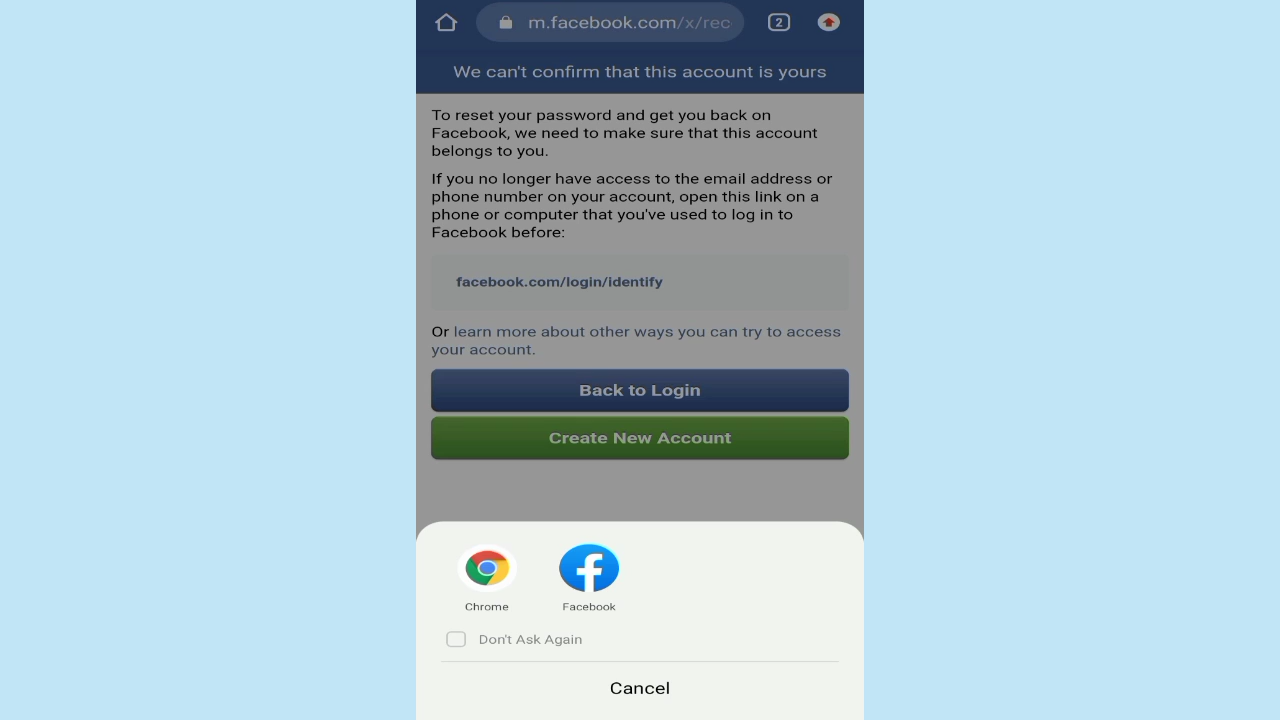 m.facebook.com/x/rec
2
We can't confirm that this account is yours
To reset your password and get you back on
Facebook, we need to make sure that this account
belongs to you.
If you no longer have access to the email address or
phone number on your account, open this link on a
phone or computer that you've used to log in to
Facebook before:
facebook.com/login/identify
Or learn more about other ways you can try to access
your account.
Back to Login
Create New Account
Chrome
Facebook
Don't Ask Again
Cancel